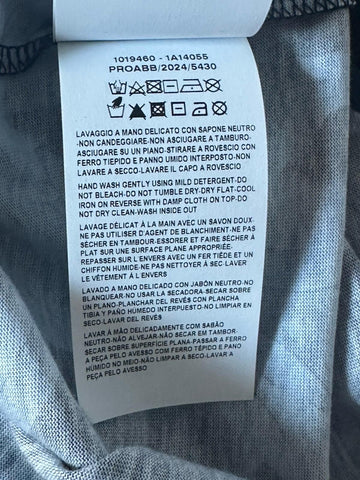 1019460 - 1A14055
PROABB/2024/5430
LAVAGGIO A MANO DELICATO CON SAPONE NEUTRO
-NON CANDEGGIARE-NON ASCIUGARE A TAMBURO-
ASCIUGARE SU UN PIANO-STIRARE A ROVESCIO CON
FERRO TIEPIDO E PANNO UMIDO INTERPOSTO-NON
LAVARE A SECCO-LAVARE IL CAPO A ROVESCIO
HAND WASH GENTLY USING MILD DETERGENT-DO
NOT BLEACH-DO NOT TUMBLE DRY-DRY FLAT-COOL
IRON ON REVERSE WITH DAMP CLOTH ON TOP-DO
NOT DRY CLEAN-WASH INSIDE OUT
LAVAGE DÉLICAT À LA MAIN AVEC UN SAVON DOUX-
NE PAS UTILISER D'AGENT DE BLANCHIMENT-NE PAS
SÉCHER EN TAMBOUR-ESSORER ET FAIRE SÉCHER À
PLAT SUR UNE SURFACE PLANE APPROPRIÉE-
REPASSER SUR L'ENVERS AVEC UN FER TIÈDE ET UN
CHIFFON HUMIDE-NE PAS NETTOYER À SEC-LAVER
LE VÊTEMENT À L'ENVERS
LAVADO A MANO DELICADO CON JABÓN NEUTRO-NO
BLANQUEAR-NO USAR LA SECADORA-SECAR SOBRE
UN PLANO-PLANCHAR DEL REVÉS CON PLANCHA
TIBIA Y PAÑO HÚMEDO INTERPUESTO-NO LIMPIAR EN
SECO-LAVAR DEL REVÉS
LAVAR À MÃO DELICADAMENTE COM SABÃO
NEUTRO-NÃO ALVEJAR-NÃO SECAR EM TAMBOR-
SECAR SOBRE SUPERFÍCIE PLANA-PASSAR A FERRO
A PEÇA PELO AVESSO COM FERRO TÉPIDO E PANO
HÚMIDO NO MEIO-NÃO LIMPAR A SECO-LAVAR A
PEÇA PELO AVESSO